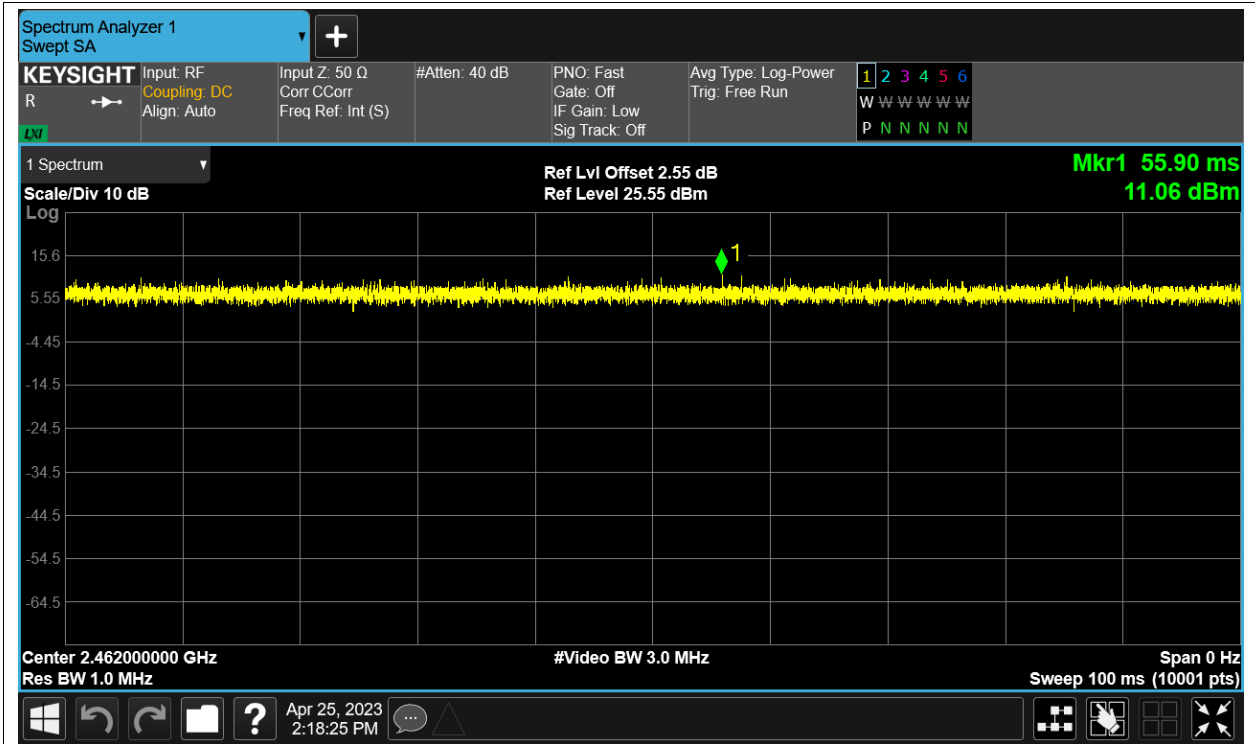 Spectrum Analyzer 1
Swept SA
KEYSIGHT
R
LXI
Input: RF
Coupling: DC
Align: Auto
Input Z: 50 Ω
Corr CCorr
Freq Ref: Int (S)
#Atten: 40 dB
PNO: Fast
Gate: Off
IF Gain: Low
Sig Track: Off
Avg Type: Log-Power
Trig: Free Run
1 2 3 4 5 6
W W W W W W
P N N N N N
1 Spectrum
Scale/Div 10 dB
Log
Ref Lvl Offset 2.55 dB
Ref Level 25.55 dBm
Mkr1 55.90 ms
11.06 dBm
1
15.6
5.55
-4.45
-14.5
-24.5
-34.5
-44.5
-54.5
-64.5
Center 2.462000000 GHz
Res BW 1.0 MHz
#Video BW 3.0 MHz
Span 0 Hz
Sweep 100 ms (10001 pts)
?
Apr 25, 2023
2:18:25 PM